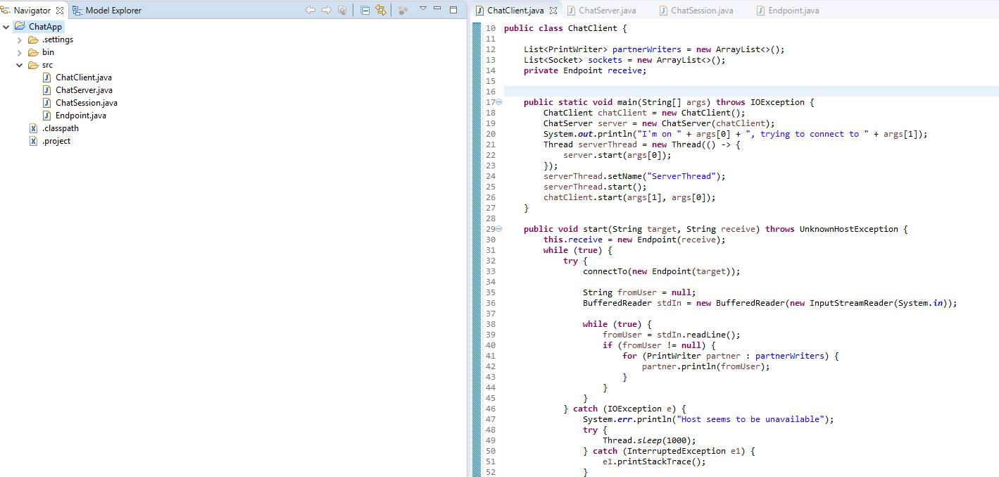 Navigator
Model Explorer
ChatApp
.settings
bin
src
ChatClient.java
ChatServer.java
ChatSession.java
Endpoint.java
.classpath
.project
ChatClient.java
ChatServer.java
ChatSession.java
Endpoint.java
10 public class ChatClient {
11
12     List<PrintWriter> partnerWriters = new ArrayList<>();
13     List<Socket> sockets = new ArrayList<>();
14     private Endpoint receive;
15
16
17     public static void main(String[] args) throws IOException {
18         ChatClient chatClient = new ChatClient();
19         ChatServer server = new ChatServer(chatClient);
20         System.out.println("I'm on " + args[0] + ", trying to connect to " + args[1]);
21         Thread serverThread = new Thread(() -> {
22             server.start(args[0]);
23         });
24         serverThread.setName("ServerThread");
25         serverThread.start();
26         chatClient.start(args[1], args[0]);
27     }
28
29     public void start(String target, String receive) throws UnknownHostException {
30         this.receive = new Endpoint(receive);
31         while (true) {
32             try {
33                 connectTo(new Endpoint(target));
34
35                 String fromUser = null;
36                 BufferedReader stdIn = new BufferedReader(new InputStreamReader(System.in));
37
38                 while (true) {
39                     fromUser = stdIn.readLine();
40                     if (fromUser != null) {
41                         for (PrintWriter partner : partnerWriters) {
42                             partner.println(fromUser);
43                         }
44                     }
45                 }
46             } catch (IOException e) {
47                 System.err.println("Host seems to be unavailable");
48                 try {
49                     Thread.sleep(1000);
50                 } catch (InterruptedException e1) {
51                     e1.printStackTrace();
52                 }